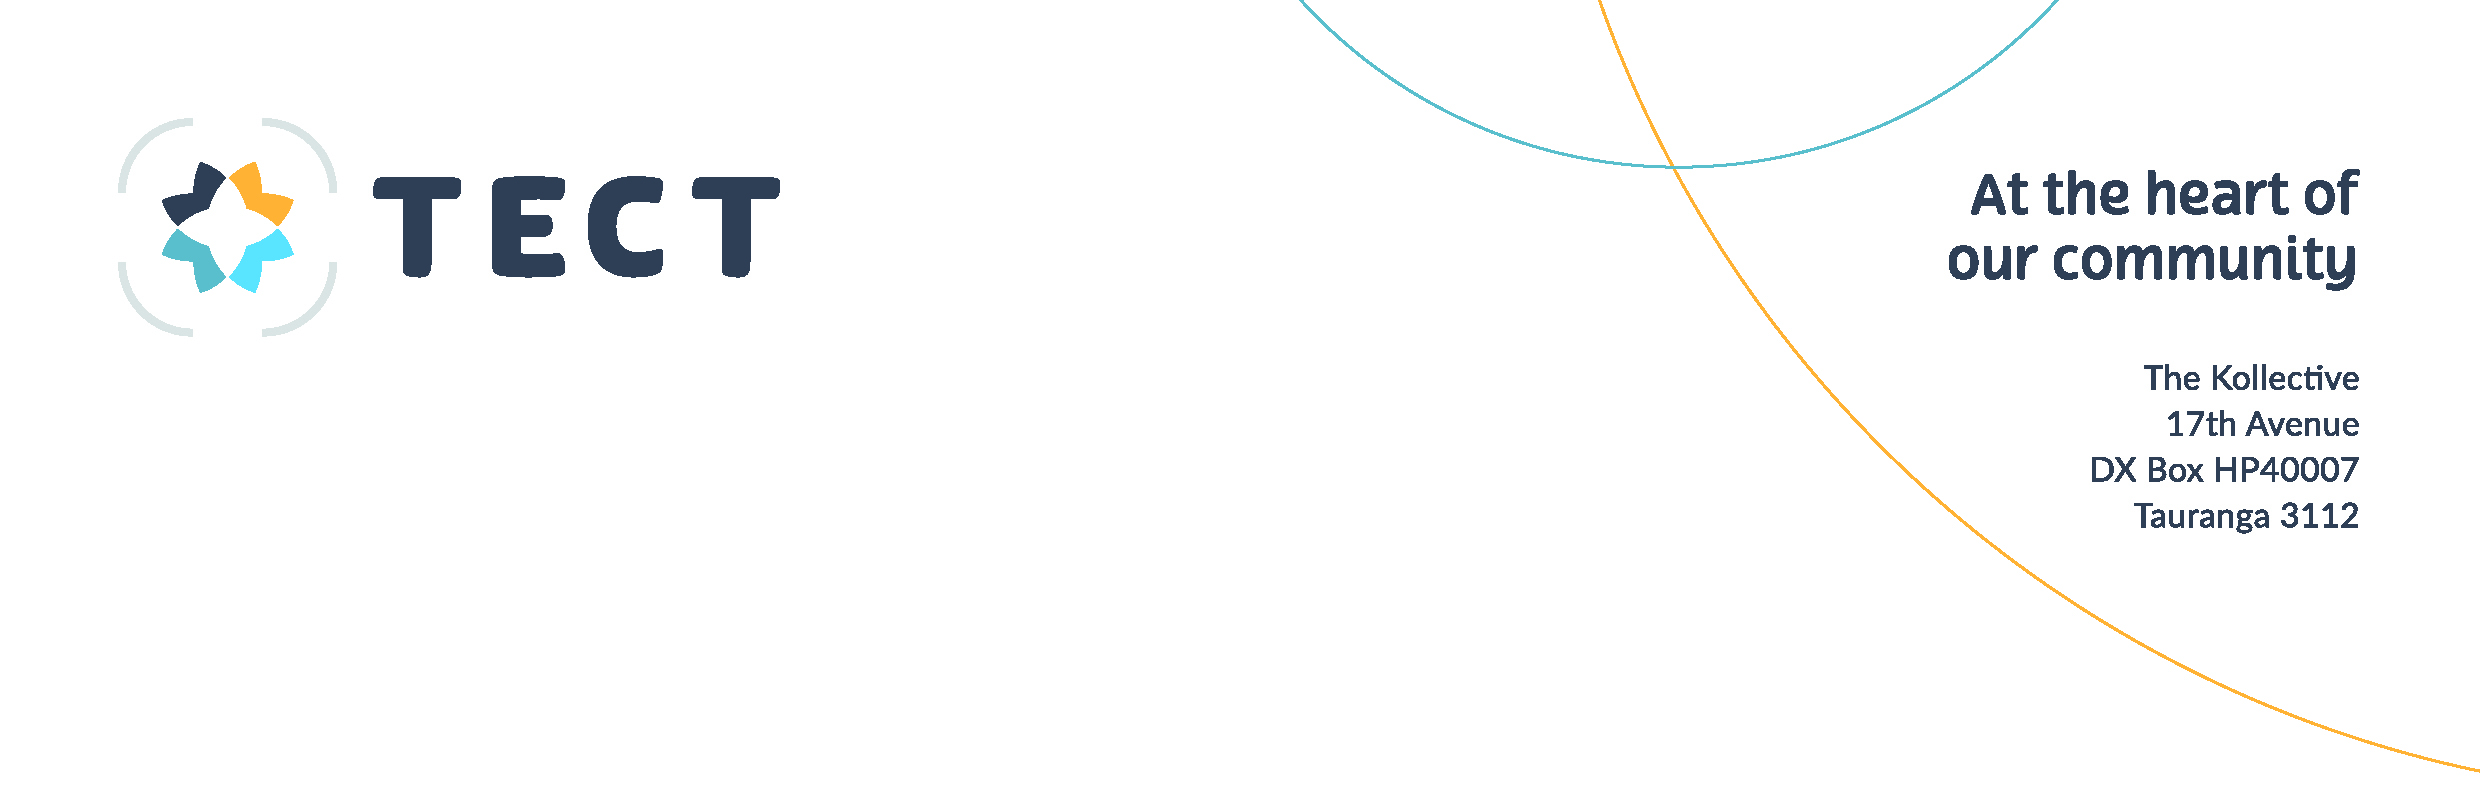 TECT
At the heart of
our community
The Kollective
17th Avenue
DX Box HP40007
Tauranga 3112